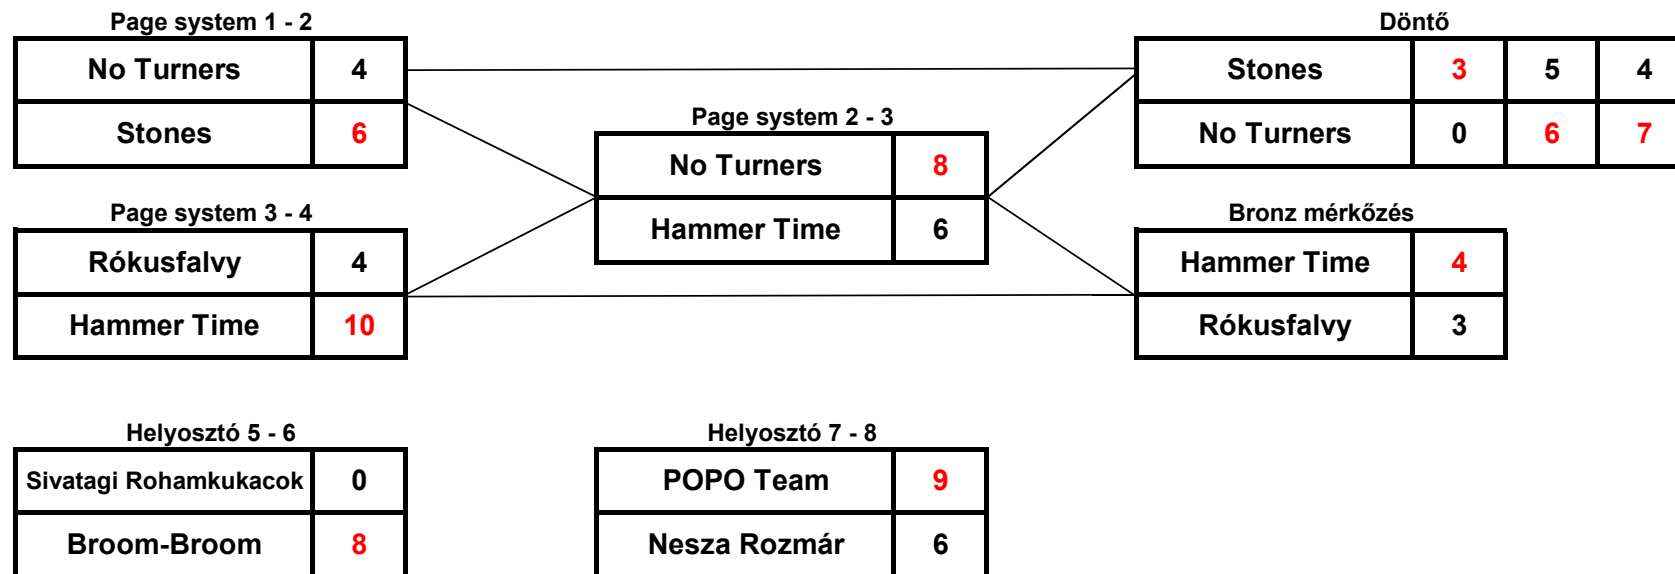 Page system 1 - 2
No Turners 4
Stones 6
Page system 3 - 4
Rókusfalvy 4
Hammer Time 10
Page system 2 - 3
No Turners 8
Hammer Time 6
Döntő
Stones 3 5 4
No Turners 0 6 7
Bronz mérkőzés
Hammer Time 4
Rókusfalvy 3
Helyosztó 5 - 6
Sivatagi Rohamkukacok 0
Broom-Broom 8
Helyosztó 7 - 8
POPO Team 9
Nesza Rozmár 6